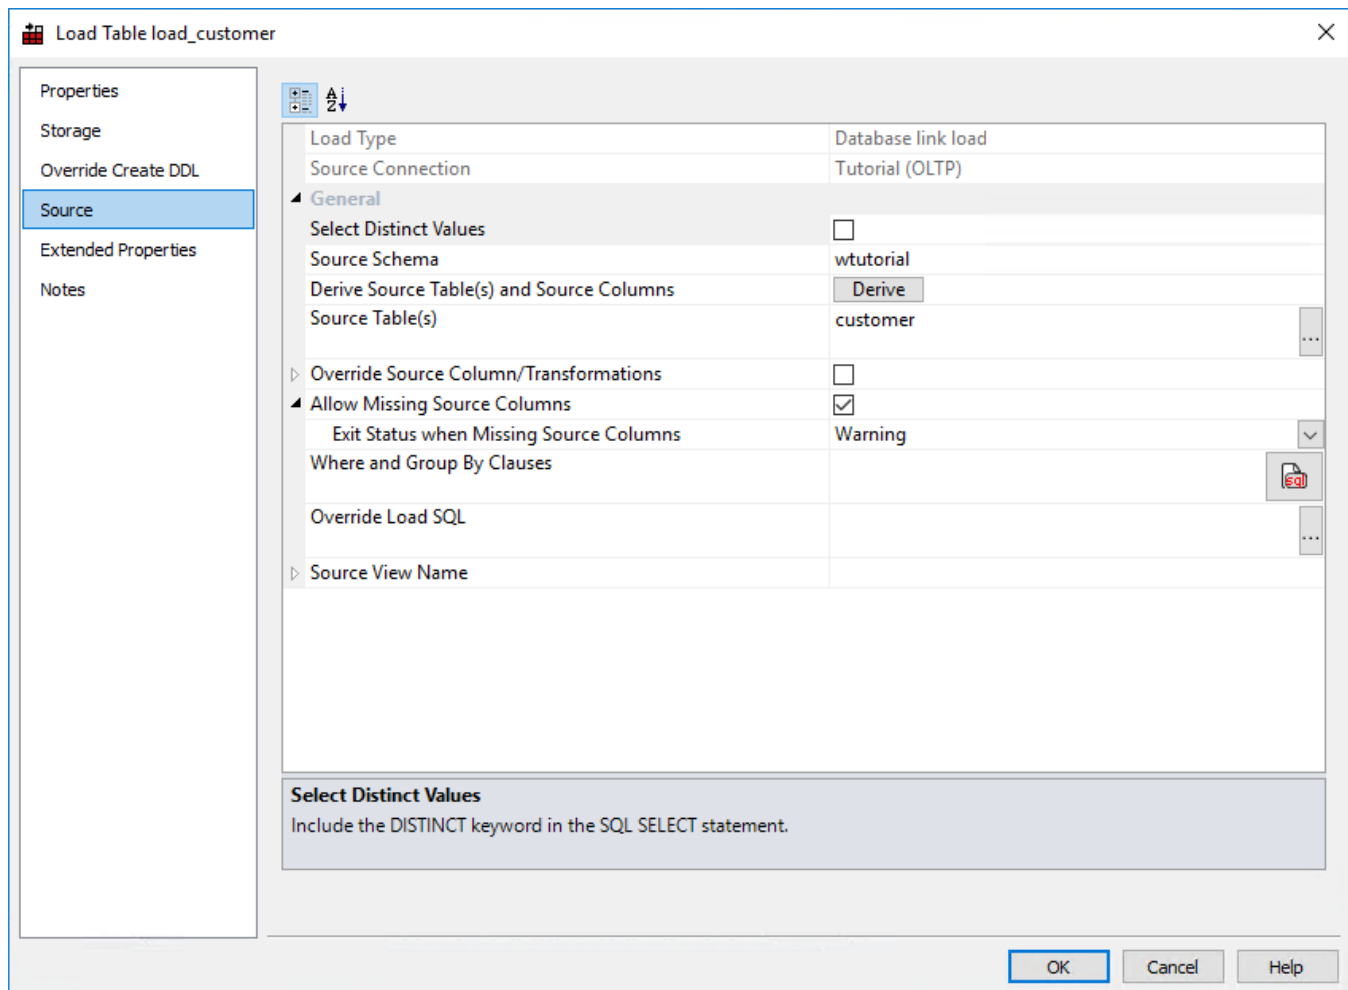 Load Table load_customer
Properties
Storage
Override Create DDL
Source
Extended Properties
Notes
Load Type Database link load
Source Connection Tutorial (OLTP)
General
Select Distinct Values
Source Schema wtutorial
Derive Source Table(s) and Source Columns Derive
Source Table(s) customer
...
Override Source Column/Transformations
Allow Missing Source Columns
Exit Status when Missing Source Columns Warning
Where and Group By Clauses
sql
Override Load SQL
...
Source View Name
Select Distinct Values
Include the DISTINCT keyword in the SQL SELECT statement.
OK Cancel Help